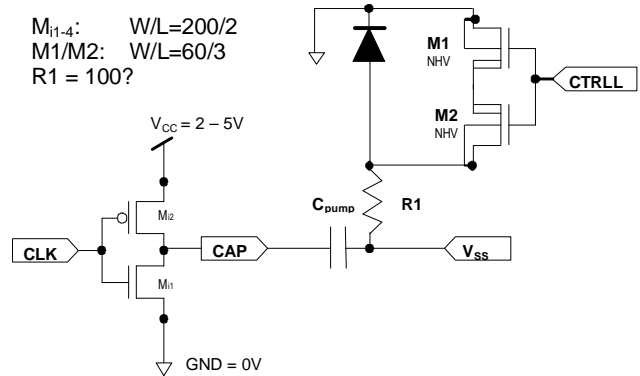 Mi1-4: W/L=200/2
M1/M2: W/L=60/3
R1 = 100?
M1
NHV
CTRLL
M2
NHV
VCC = 2 – 5V
Cpump
R1
Mi2
CLK
CAP
VSS
Mi1
GND = 0V